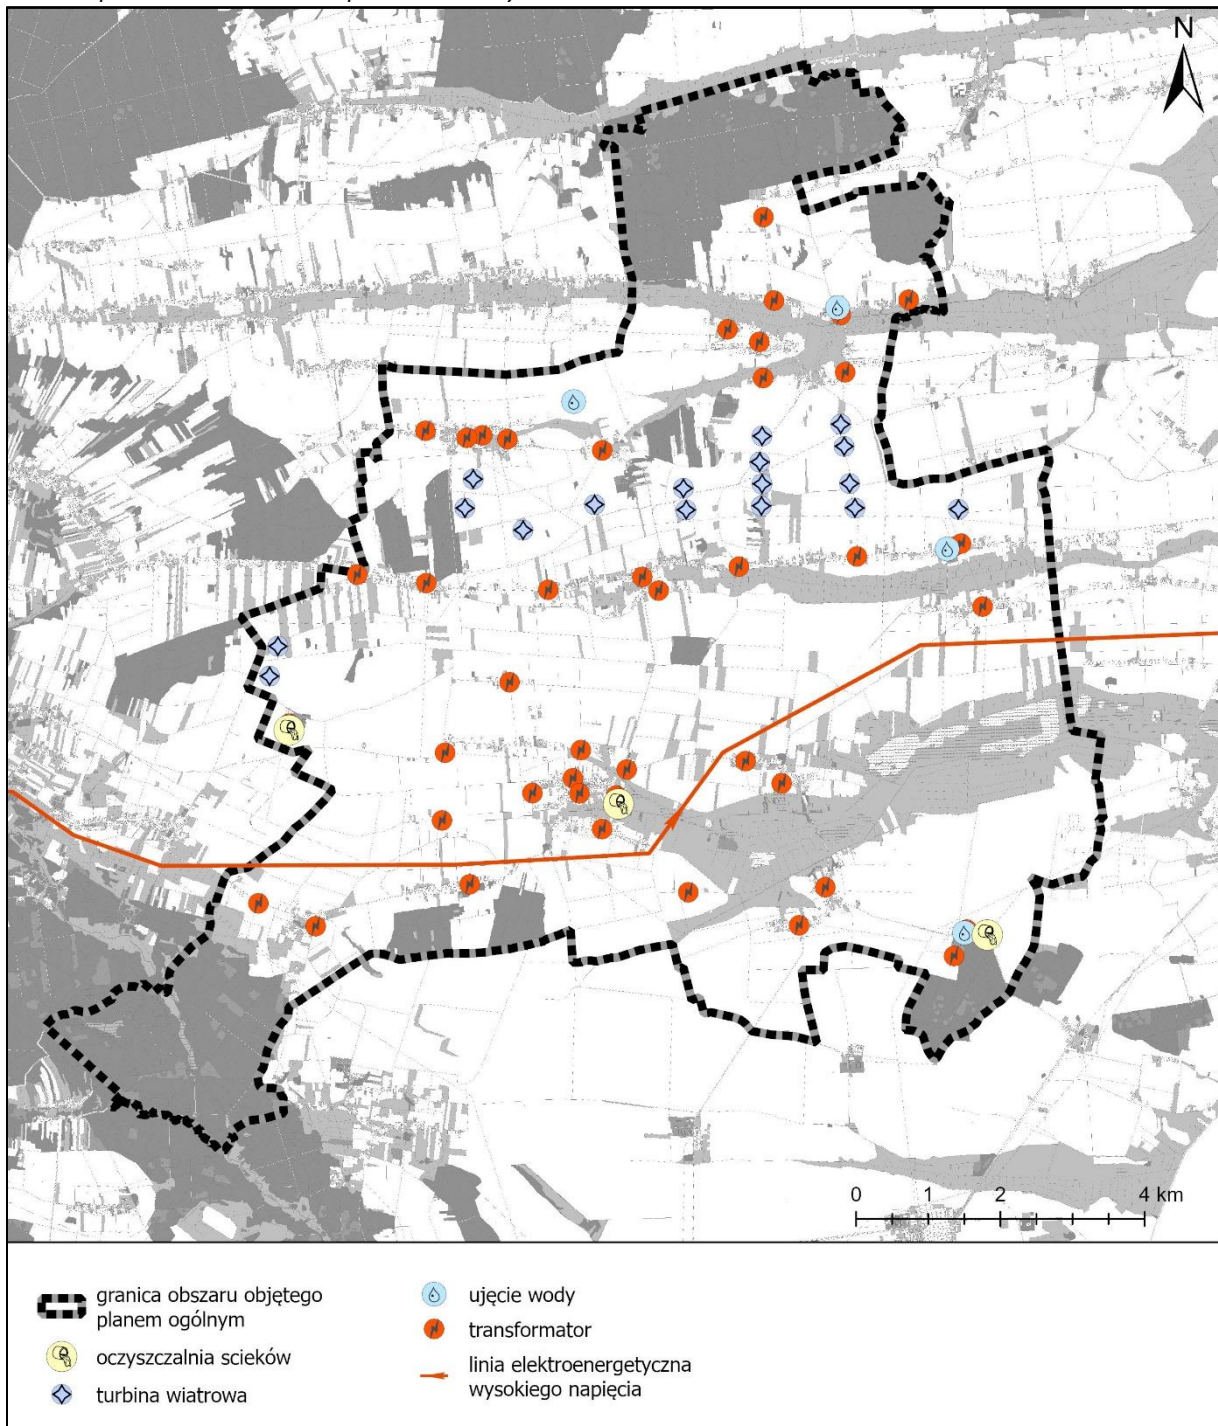 N
0 1 2 4 km
granica obszaru objętego
planem ogólnym
oczyszczalnia scieków
turbina wiatrowa
ujęcie wody
transformator
linia elektroenergetyczna
wysokiego napięcia